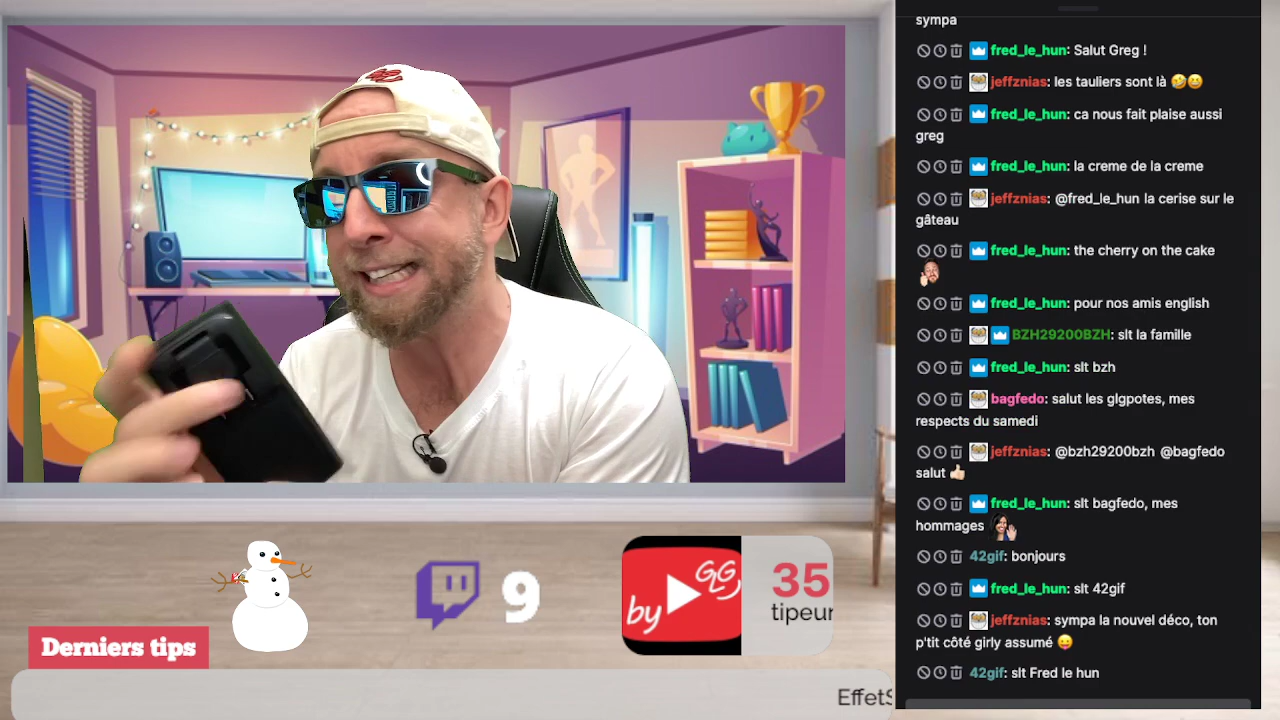 sympa
fred_le_hun: Salut Greg !
jeffznias: les tauliers sont là 🤣😄
fred_le_hun: ca nous fait plaise aussi
greg
fred_le_hun: la creme de la creme
jeffznias: @fred_le_hun la cerise sur le
gâteau
fred_le_hun: the cherry on the cake
fred_le_hun: pour nos amis english
BZH29200BZH: slt la famille
fred_le_hun: slt bzh
bagfedo: salut les glgpotes, mes
respects du samedi
jeffznias: @bzh29200bzh @bagfedo
salut 👍🏻
fred_le_hun: slt bagfedo, mes
hommages
42gif: bonjours
fred_le_hun: slt 42gif
jeffznias: sympa la nouvel déco, ton
p'tit côté girly assumé 😛
42gif: slt Fred le hun
9
by GLG
35
tipeur
Derniers tips
EffetS